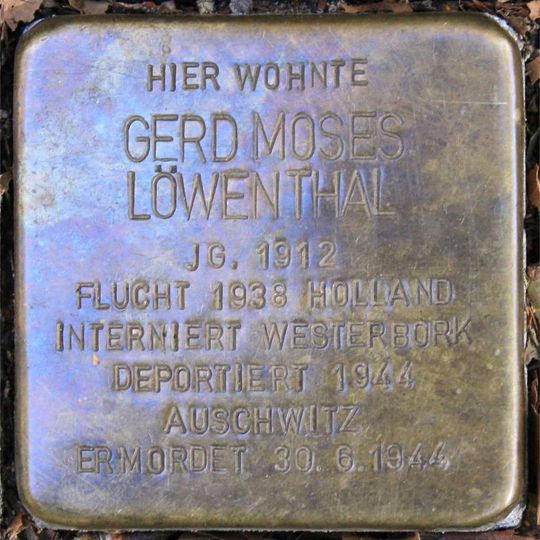 HIER WOHNTE
GERD MOSES
LÖWENTHAL
JG. 1912
FLUCHT 1938 HOLLAND
INTERNIERT WESTERBORK
DEPORTIERT 1944
AUSCHWITZ
ERMORDET 30. 6. 1944